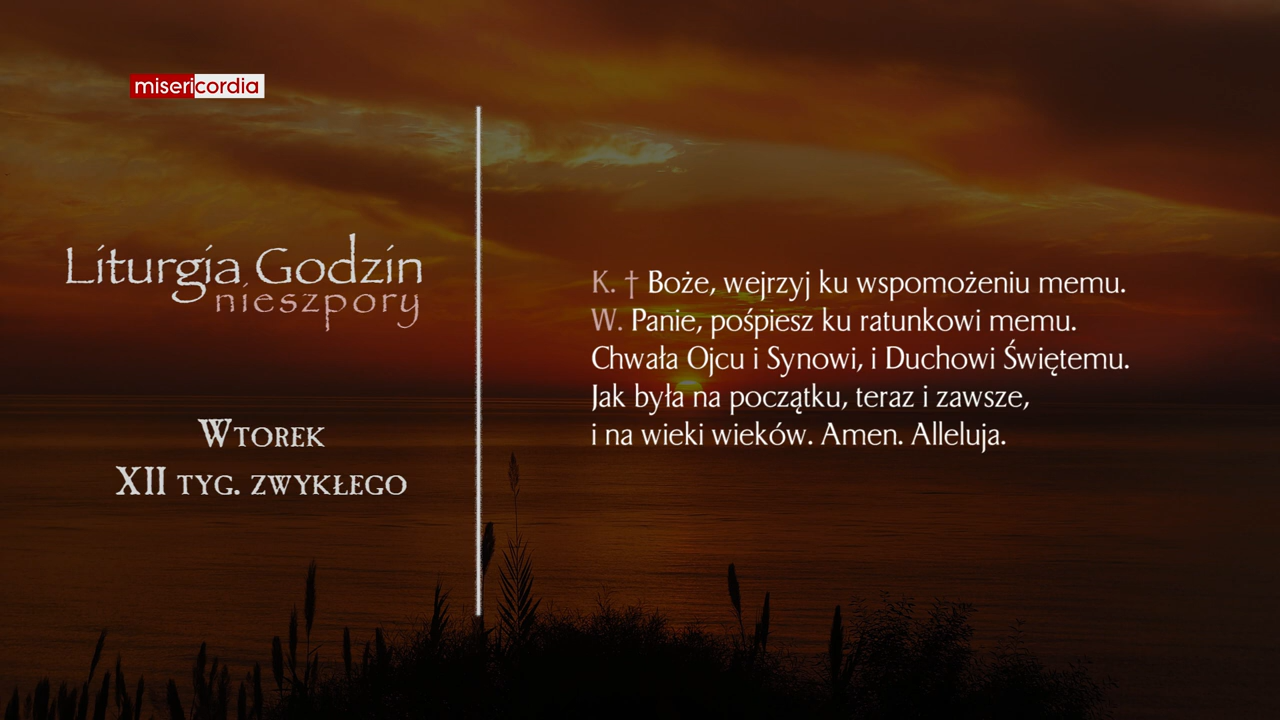 misericordia
Liturgia Godzin
nieszpory
Wtorek
XII tyg. zwykłego
K. † Boże, wejrzyj ku wspomożeniu memu.
W. Panie, pośpiesz ku ratunkowi memu.
Chwała Ojcu i Synowi, i Duchowi Świętemu.
Jak była na początku, teraz i zawsze,
i na wieki wieków. Amen. Alleluja.